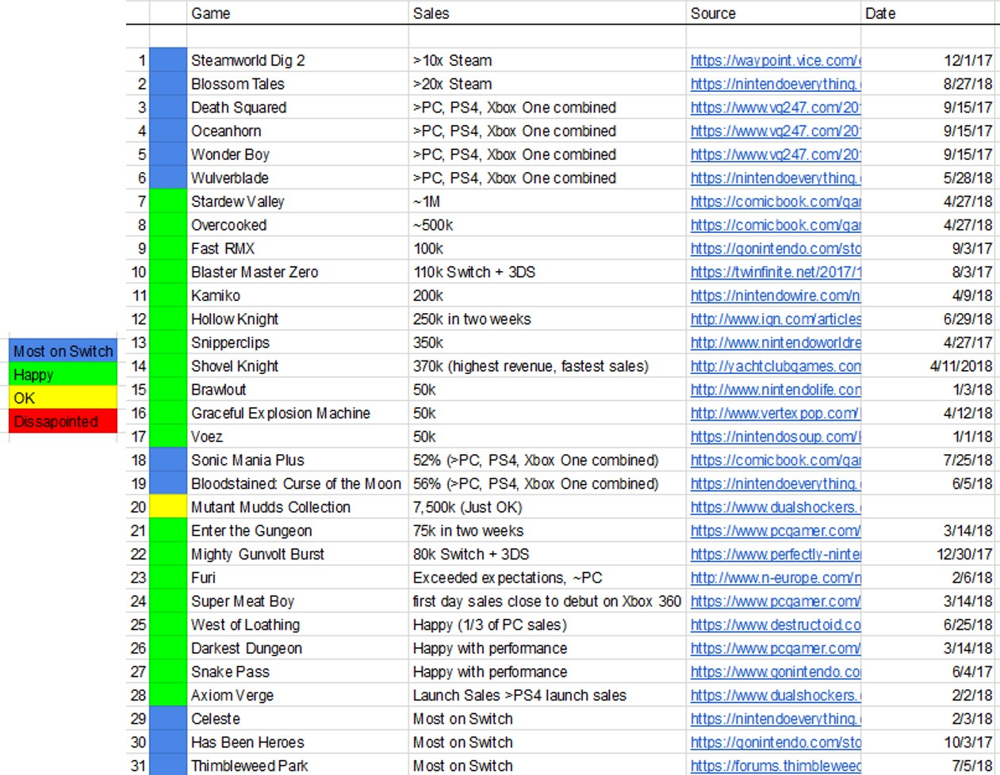 Game Sales Source Date
1 Steamworld Dig 2 >10x Steam https://waypoint.vice.com/e 12/1/17
2 Blossom Tales >20x Steam https://nintendoeverything. 8/27/18
3 Death Squared >PC, PS4, Xbox One combined https://www.vg247.com/201 9/15/17
4 Oceanhorn >PC, PS4, Xbox One combined https://www.vg247.com/201 9/15/17
5 Wonder Boy >PC, PS4, Xbox One combined https://www.vg247.com/201 9/15/17
6 Wulverblade >PC, PS4, Xbox One combined https://nintendoeverything. 5/28/18
7 Stardew Valley ~1M https://comicbook.com/gar 4/27/18
8 Overcooked ~500k https://comicbook.com/gar 4/27/18
9 Fast RMX 100k https://gonintendo.com/sto 9/3/17
10 Blaster Master Zero 110k Switch + 3DS https://twinfinite.net/2017/1 8/3/17
11 Kamiko 200k https://nintendowire.com/n 4/9/18
12 Hollow Knight 250k in two weeks http://www.ign.com/articles 6/29/18
13 Snipperclips 350k http://www.nintendoworldre 4/27/17
14 Shovel Knight 370k (highest revenue, fastest sales) http://yachtclubgames.com 4/11/2018
15 Brawlout 50k http://www.nintendolife.con 1/3/18
16 Graceful Explosion Machine 50k http://www.vertexpop.com/ 4/12/18
17 Voez 50k https://nintendosoup.com/ 1/1/18
18 Sonic Mania Plus 52% (>PC, PS4, Xbox One combined) https://comicbook.com/gar 7/25/18
19 Bloodstained: Curse of the Moon 56% (>PC, PS4, Xbox One combined) https://nintendoeverything. 6/5/18
20 Mutant Mudds Collection 7,500k (Just OK) https://www.dualshockers.
21 Enter the Gungeon 75k in two weeks https://www.pcgamer.com/ 3/14/18
22 Mighty Gunvolt Burst 80k Switch + 3DS https://www.perfectly-ninte 12/30/17
23 Furi Exceeded expectations, ~PC http://www.n-europe.com/n 2/6/18
24 Super Meat Boy first day sales close to debut on Xbox 360 https://www.pcgamer.com/ 3/14/18
25 West of Loathing Happy (1/3 of PC sales) https://www.destructoid.co 6/25/18
26 Darkest Dungeon Happy with performance https://www.pcgamer.com/ 3/14/18
27 Snake Pass Happy with performance https://www.gonintendo.co 6/4/17
28 Axiom Verge Launch Sales >PS4 launch sales https://www.dualshockers. 2/2/18
29 Celeste Most on Switch https://nintendoeverything. 2/3/18
30 Has Been Heroes Most on Switch https://gonintendo.com/sto 10/3/17
31 Thimbleweed Park Most on Switch https://forums.thimbleweed 7/5/18
Most on Switch
Happy
OK
Dissapointed